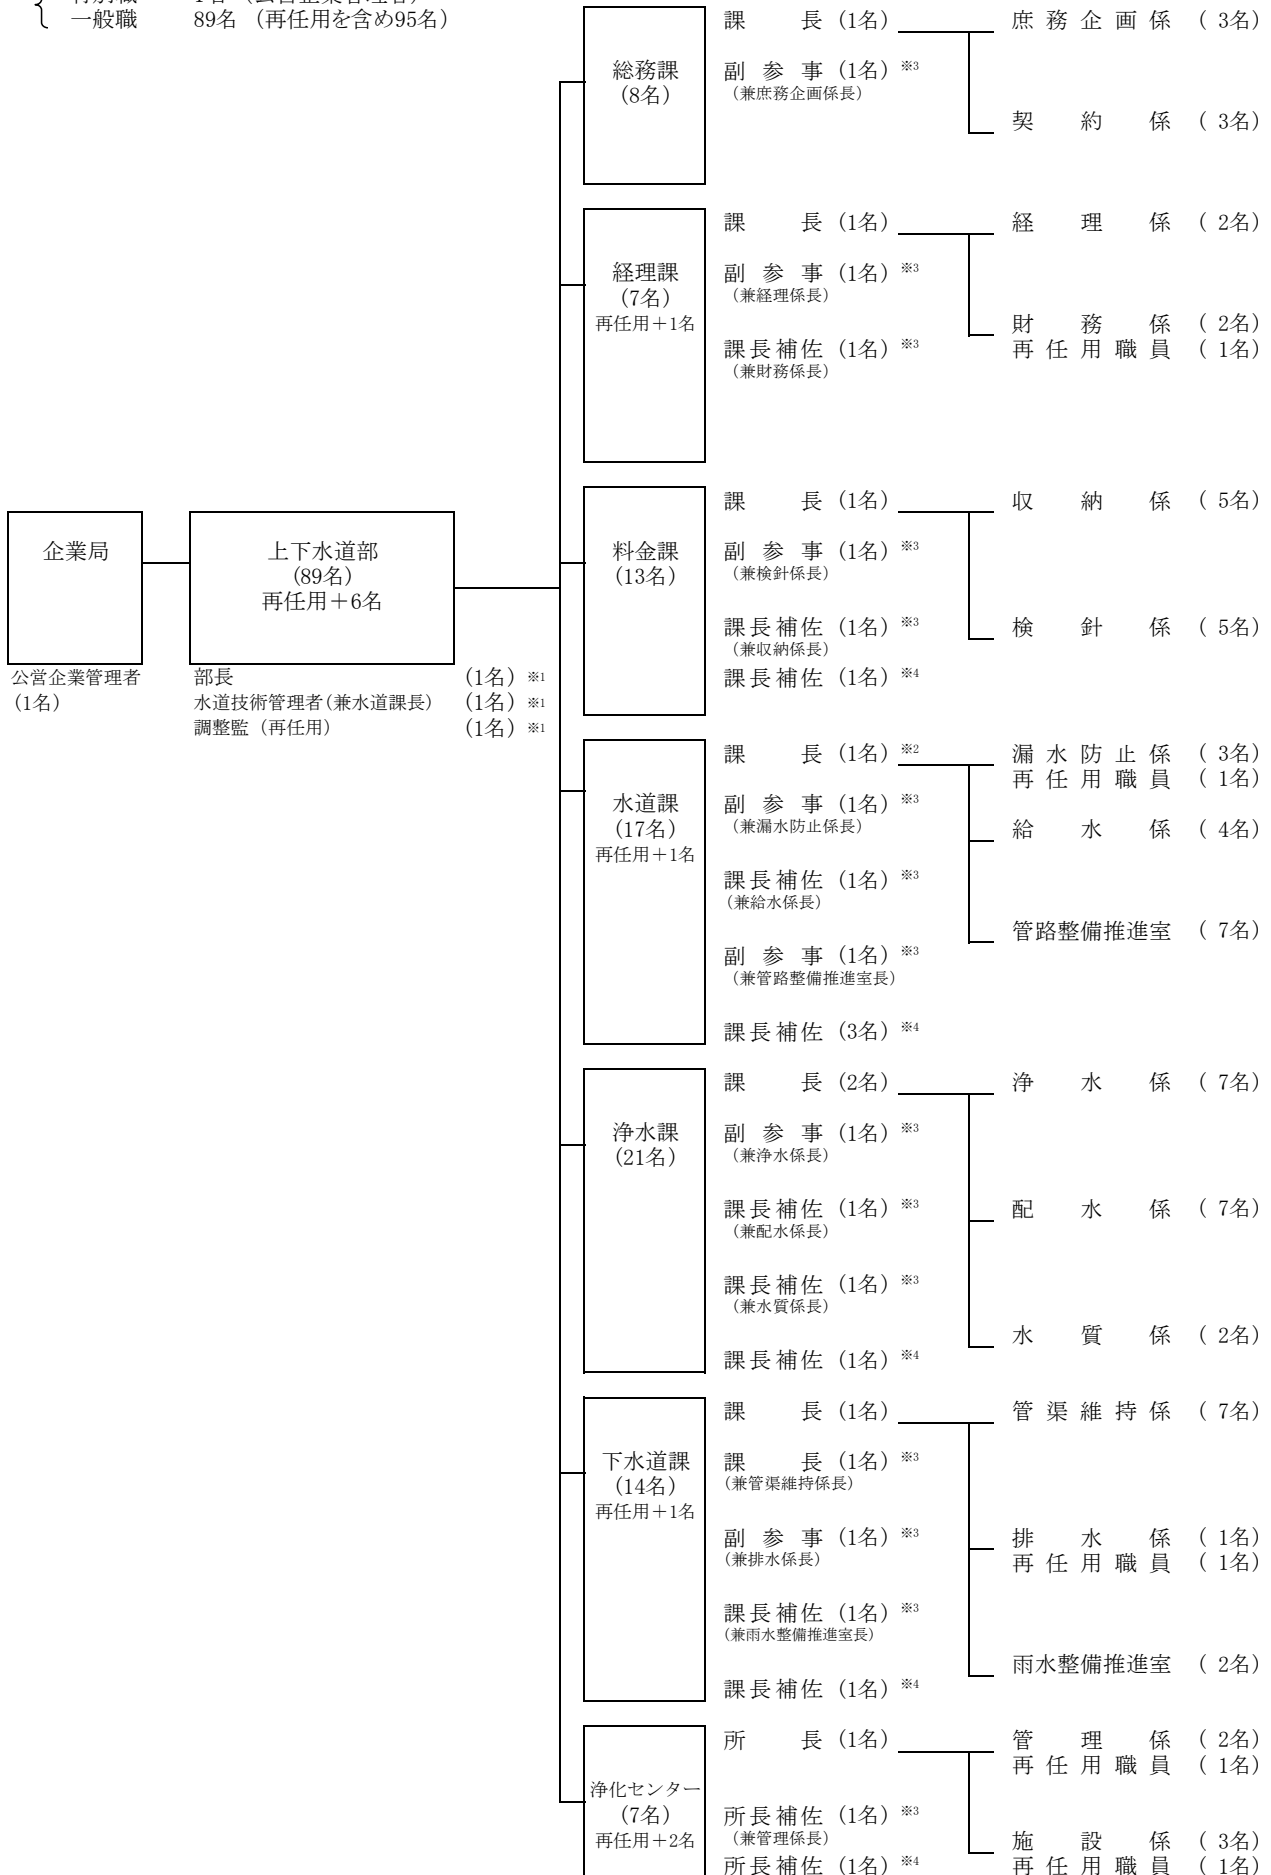 一般職 89名 （再任用を含め95名）
企業局
公営企業管理者
(1名)
上下水道部
(89名)
再任用＋6名
部長 (1名) ※1
水道技術管理者(兼水道課長) (1名) ※1
調整監（再任用） (1名) ※1
総務課
(8名)
課長 (1名)
副参事 (1名) ※3
（兼庶務企画係長）
庶務企画係 ( 3名)
契約係 ( 3名)
経理課
(7名)
再任用＋1名
課長 (1名)
副参事 (1名) ※3
（兼経理係長）
課長補佐 (1名) ※3
（兼財務係長）
経理係 ( 2名)
財務係 ( 2名)
再任用職員 ( 1名)
料金課
(13名)
課長 (1名)
副参事 (1名) ※3
（兼検針係長）
課長補佐 (1名) ※3
（兼収納係長）
課長補佐 (1名) ※4
収納係 ( 5名)
検針係 ( 5名)
水道課
(17名)
再任用＋1名
課長 (1名) ※2
副参事 (1名) ※3
（兼漏水防止係長）
課長補佐 (1名) ※3
（兼給水係長）
副参事 (1名) ※3
（兼管路整備推進室長）
課長補佐 (3名) ※4
漏水防止係 ( 3名)
再任用職員 ( 1名)
給水係 ( 4名)
管路整備推進室 ( 7名)
浄水課
(21名)
課長 (2名)
副参事 (1名) ※3
（兼浄水係長）
課長補佐 (1名) ※3
（兼配水係長）
課長補佐 (1名) ※3
（兼水質係長）
課長補佐 (1名) ※4
浄水係 ( 7名)
配水係 ( 7名)
水質係 ( 2名)
下水道課
(14名)
再任用＋1名
課長 (1名)
課長 (1名) ※3
（兼管渠維持係長）
副参事 (1名) ※3
（兼排水係長）
課長補佐 (1名) ※3
（兼雨水整備推進室長）
課長補佐 (1名) ※4
管渠維持係 ( 7名)
排水係 ( 1名)
再任用職員 ( 1名)
雨水整備推進室 ( 2名)
浄化センター
(7名)
再任用＋2名
所長 (1名)
所長補佐 (1名) ※3
（兼管理係長）
所長補佐 (1名) ※4
管理係 ( 2名)
再任用職員 ( 1名)
施設係 ( 3名)
再任用職員 ( 1名)